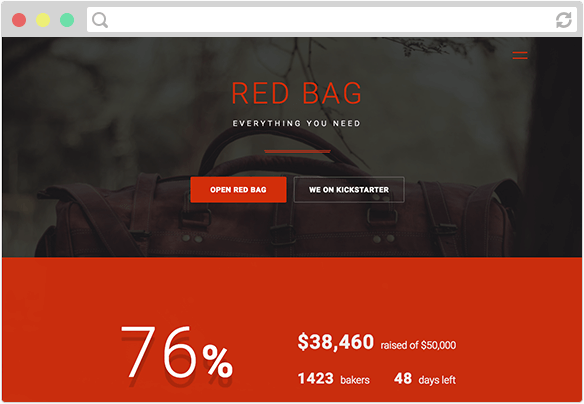 RED BAG
EVERYTHING YOU NEED
OPEN RED BAG WE ON KICKSTARTER
76% $38,460 raised of $50,000
1423 bakers 48 days left